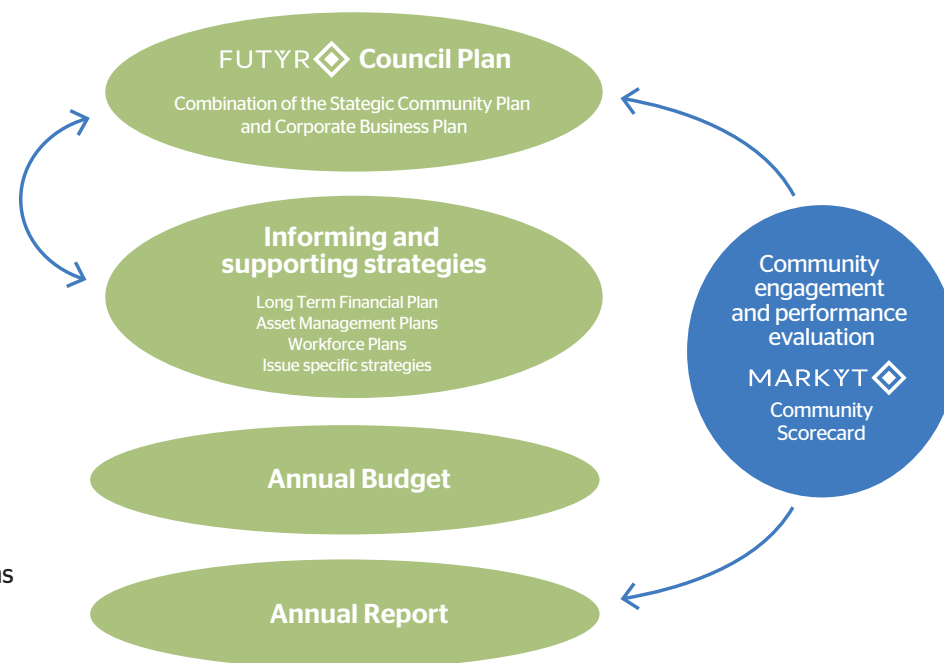 FUTYR Council Plan
Combination of the Stategic Community Plan
and Corporate Business Plan
Informing and
supporting strategies
Long Term Financial Plan
Asset Management Plans
Workforce Plans
Issue specific strategies
Community
engagement
and performance
evaluation
MARKYT
Community
Scorecard
Annual Budget
Annual Report